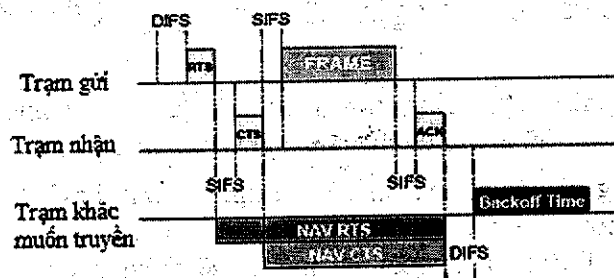 DIFS SIFS
RTS FRAME
Trạm gửi
CTS ACK
Trạm nhận
SIFS SIFS
Trạm khác
muốn truyền
Backoff Time
NAV RTS
NAV CTS
DIFS